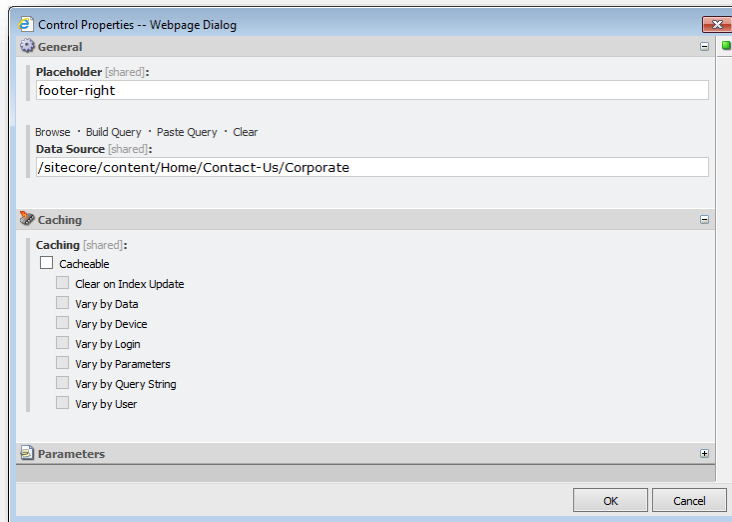 Control Properties -- Webpage Dialog
General
Placeholder [shared]:
footer-right
Browse · Build Query · Paste Query · Clear
Data Source [shared]:
/sitecore/content/Home/Contact-Us/Corporate
Caching
Caching [shared]:
Cacheable
Clear on Index Update
Vary by Data
Vary by Device
Vary by Login
Vary by Parameters
Vary by Query String
Vary by User
Parameters
OK Cancel